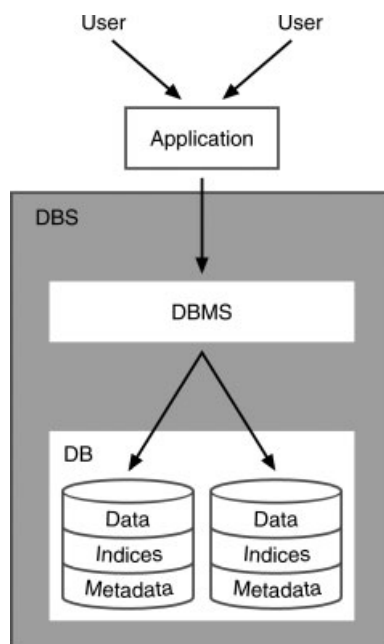 User User
Application
DBS
DBMS
DB
Data Data
Indices Indices
Metadata Metadata